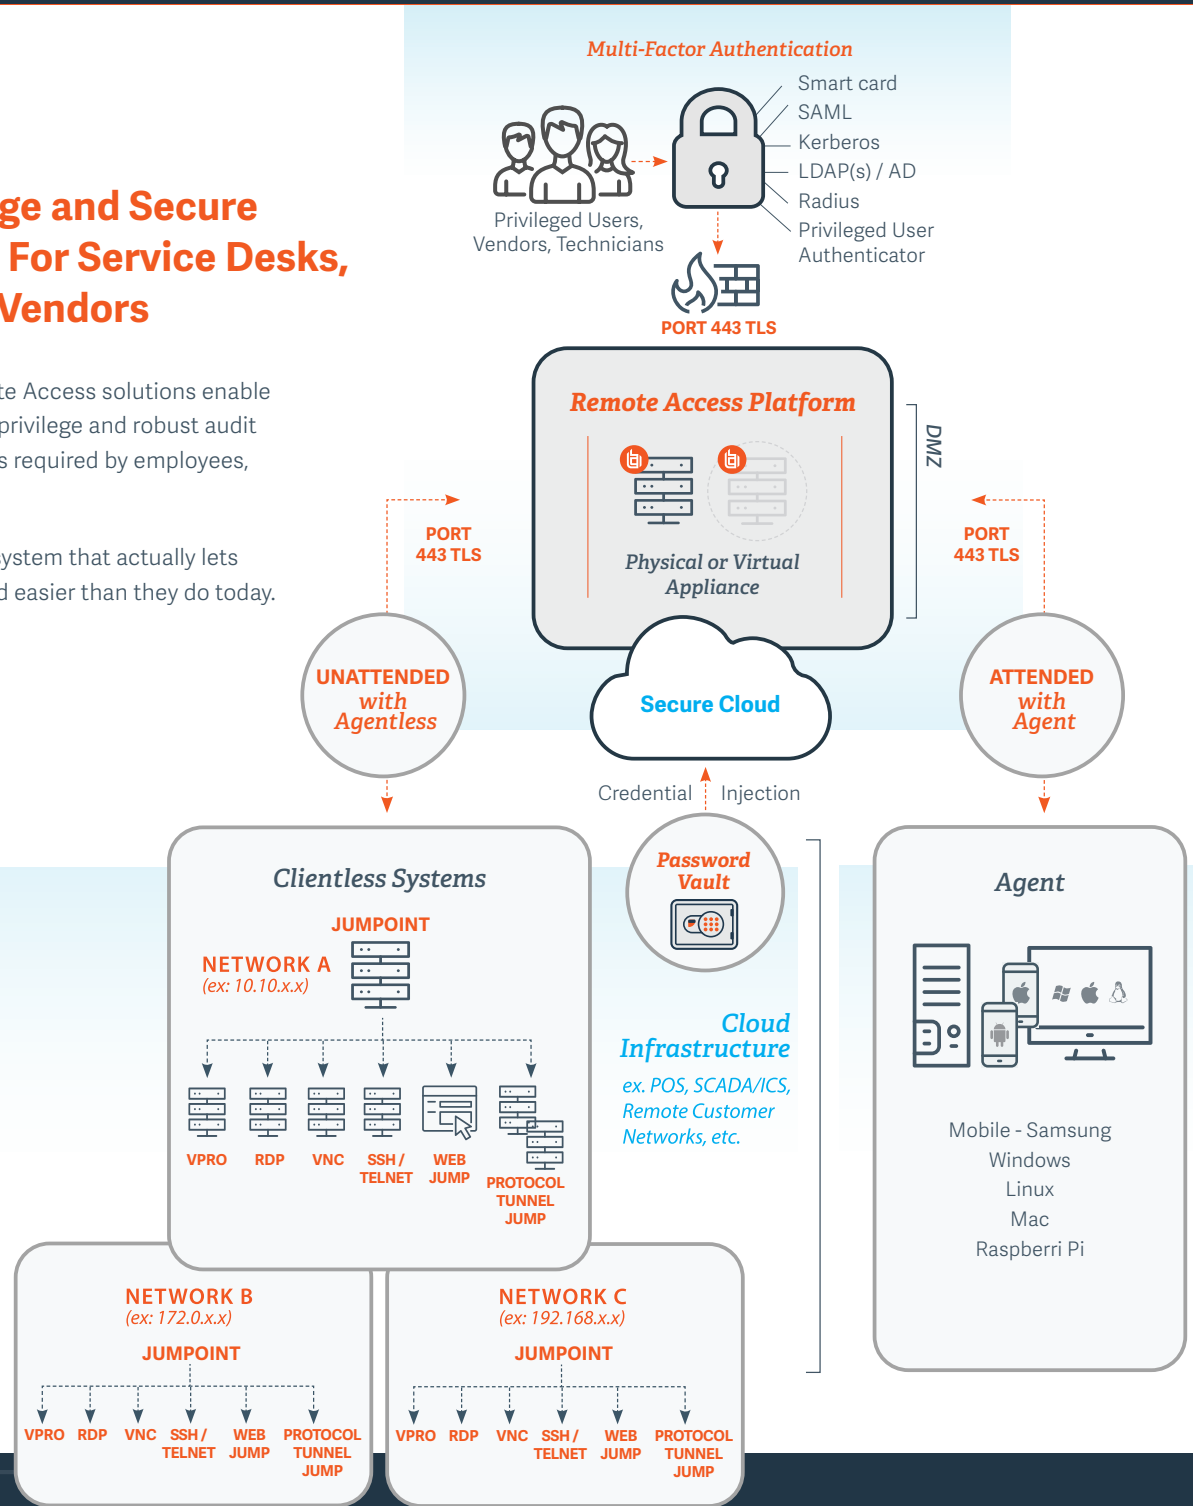 ge and Secure
For Service Desks,
Vendors
te Access solutions enable
privilege and robust audit
s required by employees,
system that actually lets
d easier than they do today.
Multi-Factor Authentication
Smart card
SAML
Kerberos
LDAP(s) / AD
Radius
Privileged User
Authenticator
Privileged Users,
Vendors, Technicians
PORT 443 TLS
Remote Access Platform
Physical or Virtual
Appliance
DMZ
PORT
443 TLS
PORT
443 TLS
UNATTENDED
with
Agentless
Secure Cloud
ATTENDED
with
Agent
Credential Injection
Password
Vault
Clientless Systems
JUMPOINT
NETWORK A
(ex: 10.10.x.x)
VPRO
RDP
VNC
SSH /
TELNET
WEB
JUMP
PROTOCOL
TUNNEL
JUMP
Cloud
Infrastructure
ex. POS, SCADA/ICS,
Remote Customer
Networks, etc.
Agent
Mobile - Samsung
Windows
Linux
Mac
Raspberri Pi
NETWORK B
(ex: 172.0.x.x)
JUMPOINT
VPRO
RDP
VNC
SSH /
TELNET
WEB
JUMP
PROTOCOL
TUNNEL
JUMP
NETWORK C
(ex: 192.168.x.x)
JUMPOINT
VPRO
RDP
VNC
SSH /
TELNET
WEB
JUMP
PROTOCOL
TUNNEL
JUMP